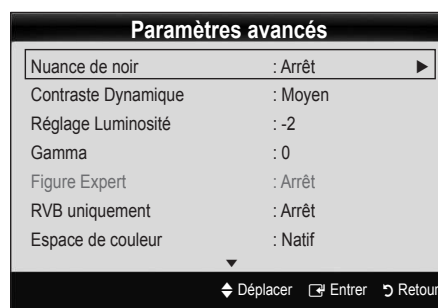 Paramètres avancés
Nuance de noir : Arrêt
Contraste Dynamique : Moyen
Réglage Luminosité : -2
Gamma : 0
Figure Expert : Arrêt
RVB uniquement : Arrêt
Espace de couleur : Natif
Déplacer Entrer Retour